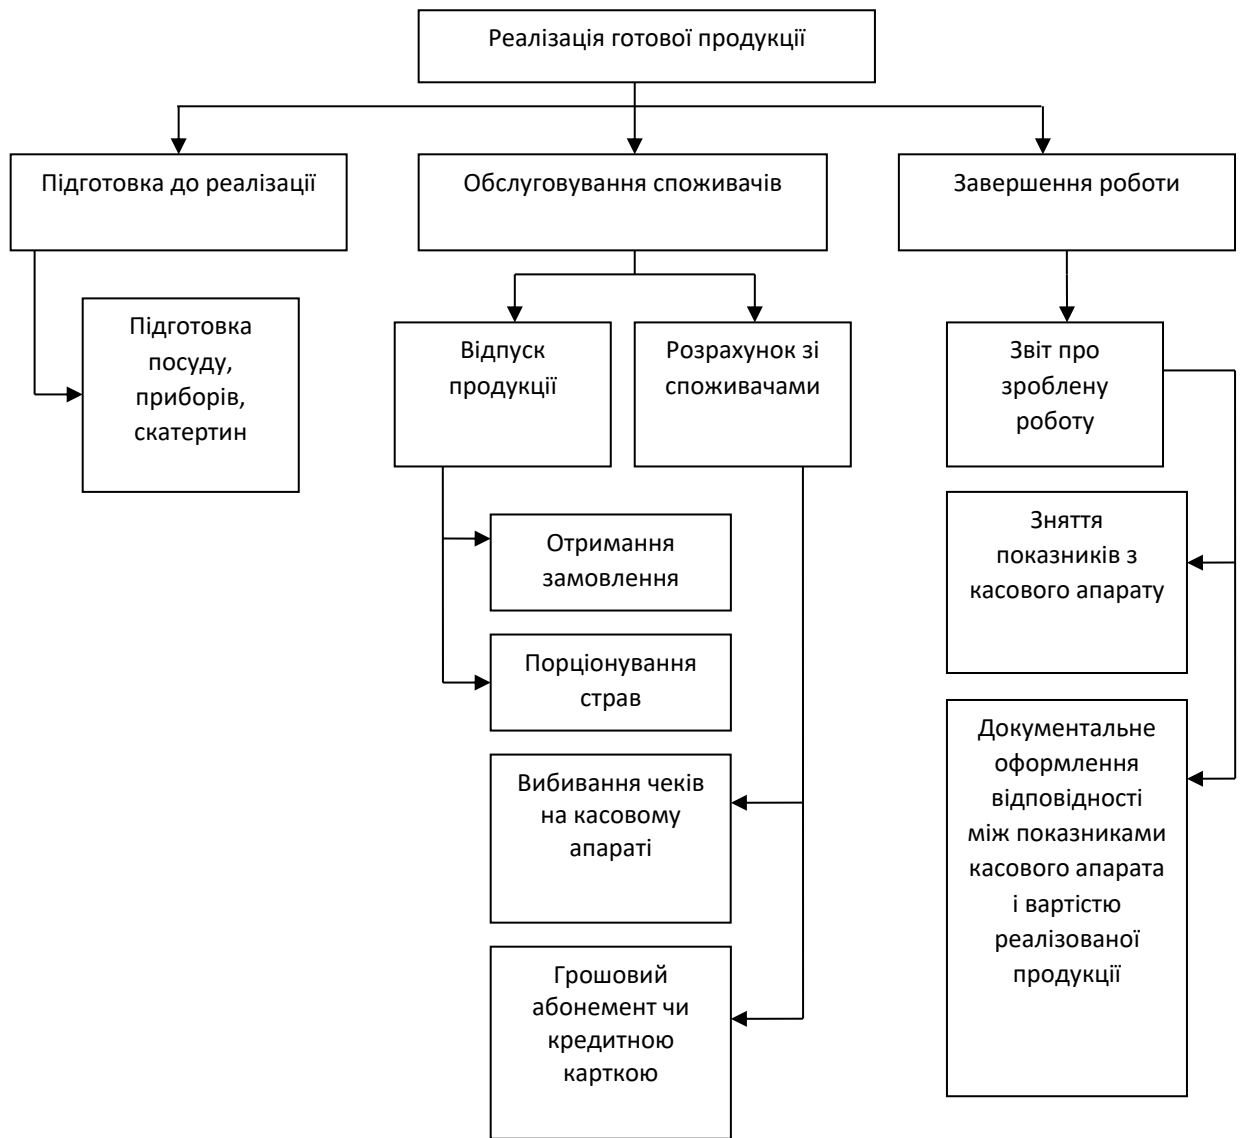 Реалізація готової продукції
Підготовка до реалізації
Обслуговування споживачів
Завершення роботи
Підготовка
посуду,
приборів,
скатертин
Відпуск
продукції
Розрахунок зі
споживачами
Звіт про
зроблену
роботу
Отримання
замовлення
Зняття
показників з
касового апарату
Порціонування
страв
Вибивання чеків
на касовому
апараті
Документальне
оформлення
відповідності
між показниками
касового апарата
і вартістю
реалізованої
продукції
Грошовий
абонемент чи
кредитною
карткою